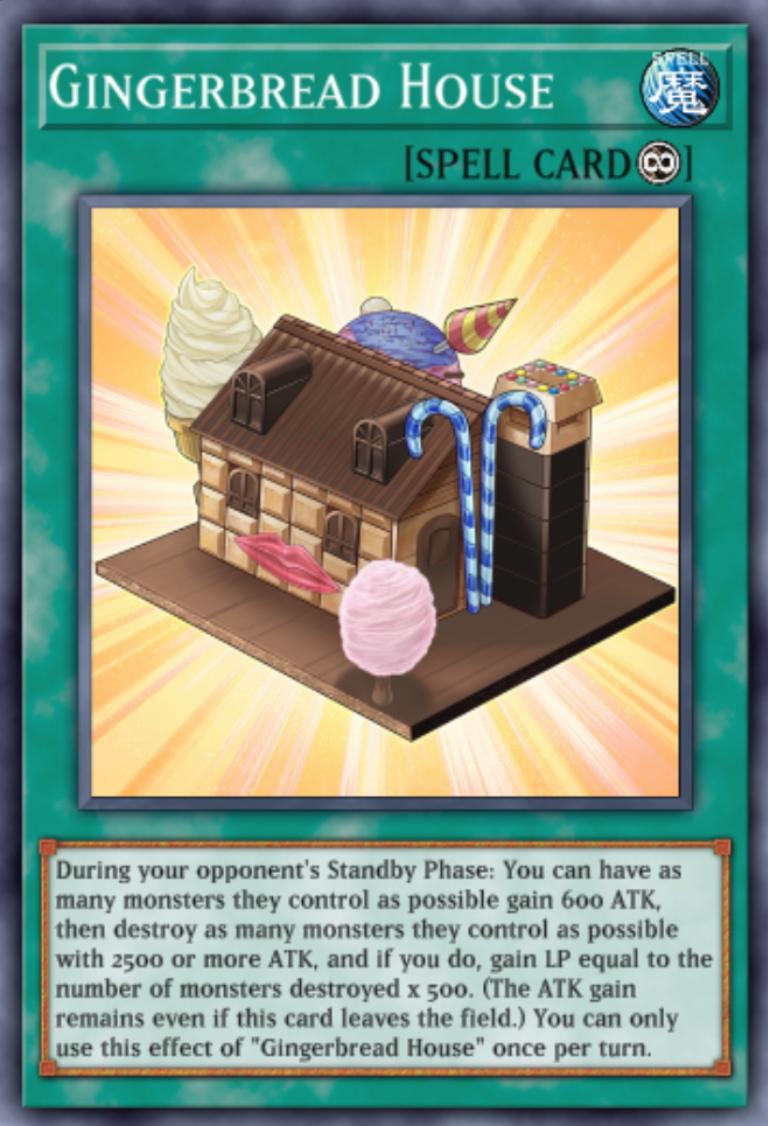 GINGERBREAD HOUSE
SPELL
魔
[SPELL CARD]
During your opponent's Standby Phase: You can have as
many monsters they control as possible gain 600 ATK,
then destroy as many monsters they control as possible
with 2500 or more ATK, and if you do, gain LP equal to the
number of monsters destroyed x 500. (The ATK gain
remains even if this card leaves the field.) You can only
use this effect of "Gingerbread House" once per turn.